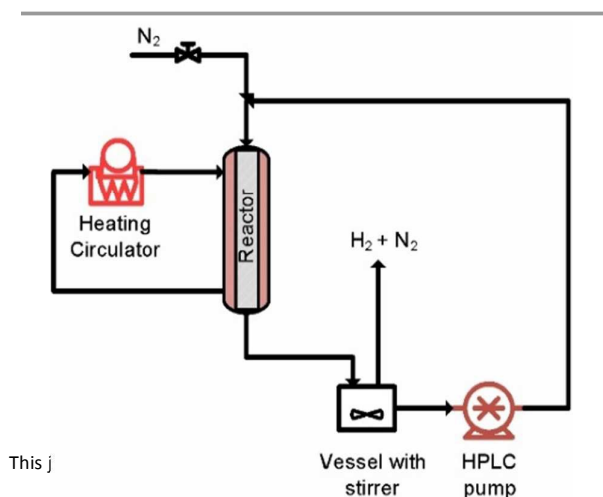 N₂
Heating
Circulator
Reactor
H₂ + N₂
Vessel with
stirrer
HPLC
pump
This j